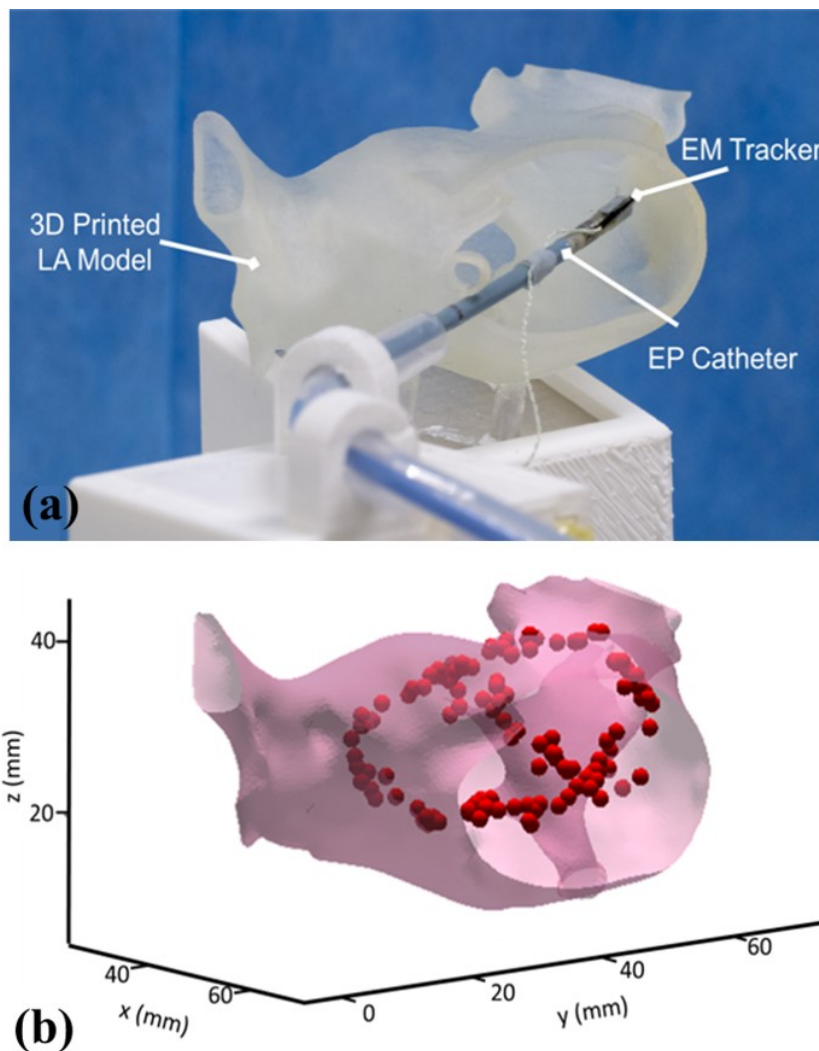 EM Tracker
3D Printed
LA Model
EP Catheter
(a)
40
20
z (mm)
40
60
x (mm)
0
20
40
60
y (mm)
(b)